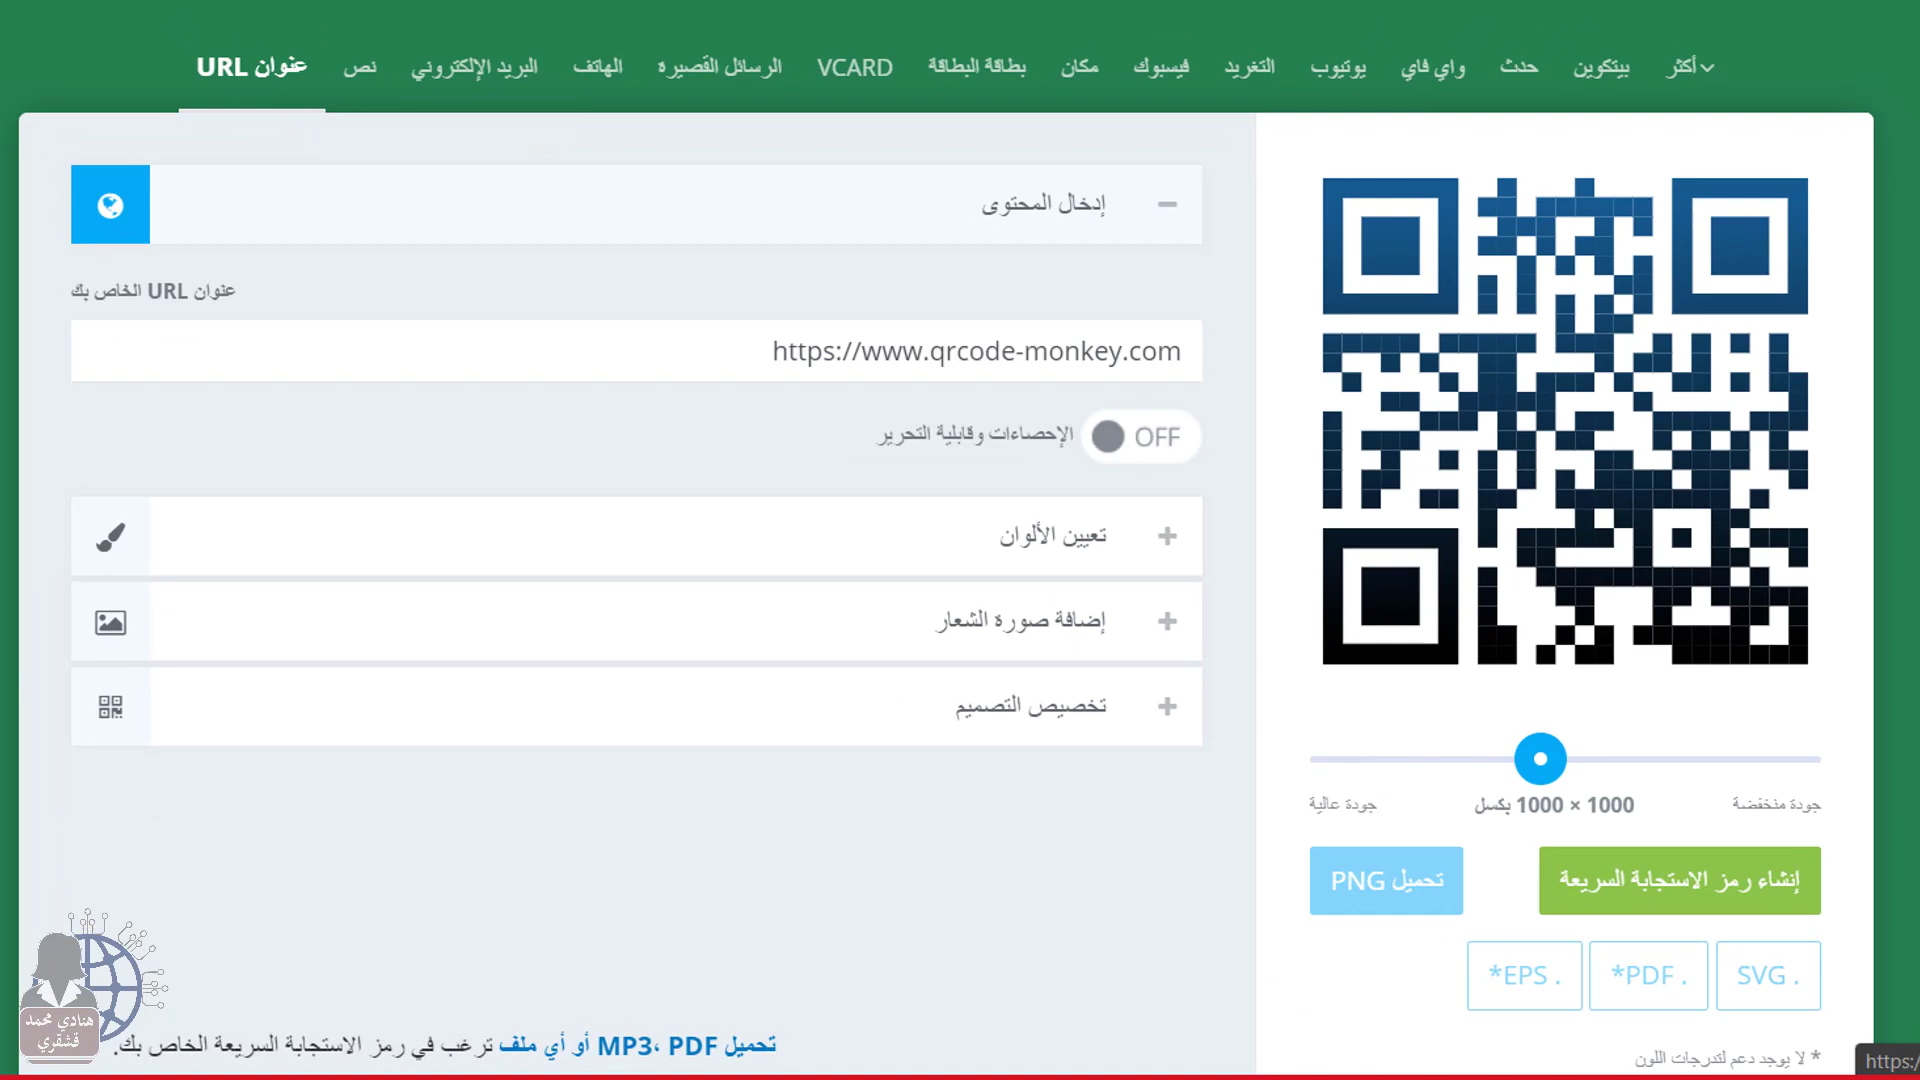 عنوان URL
نص
البريد الإلكتروني
الهاتف
الرسائل القصيرة
VCARD
بطاقة البطاقة
مكان
فيسبوك
التغريد
يوتيوب
واي فاي
حدث
بيتكوين
أكثر
إدخال المحتوى
عنوان URL الخاص بك
https://www.qrcode-monkey.com
الإحصاءات وقابلية التحرير
OFF
تعيين الألوان
إضافة صورة الشعار
تخصيص التصميم
جودة منخفضة
1000 × 1000 بكسل
جودة عالية
إنشاء رمز الاستجابة السريعة
تحميل PNG
SVG .
*PDF .
*EPS .
* لا يوجد دعم لتدرجات اللون
تحميل MP3، PDF أو أي ملف ترغب في رمز الاستجابة السريعة الخاص بك.
هنادي محمد
قشقري
https:/